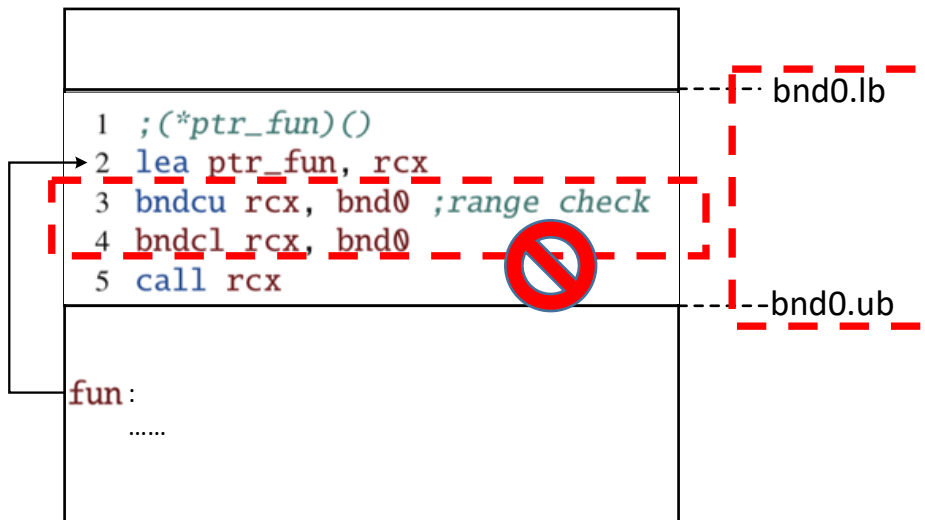 bnd0.lb
1 ;(*ptr_fun)()
2 lea ptr_fun, rcx
3 bndcu rcx, bnd0 ;range check
4 bndcl rcx, bnd0
5 call rcx
bnd0.ub
fun:
......